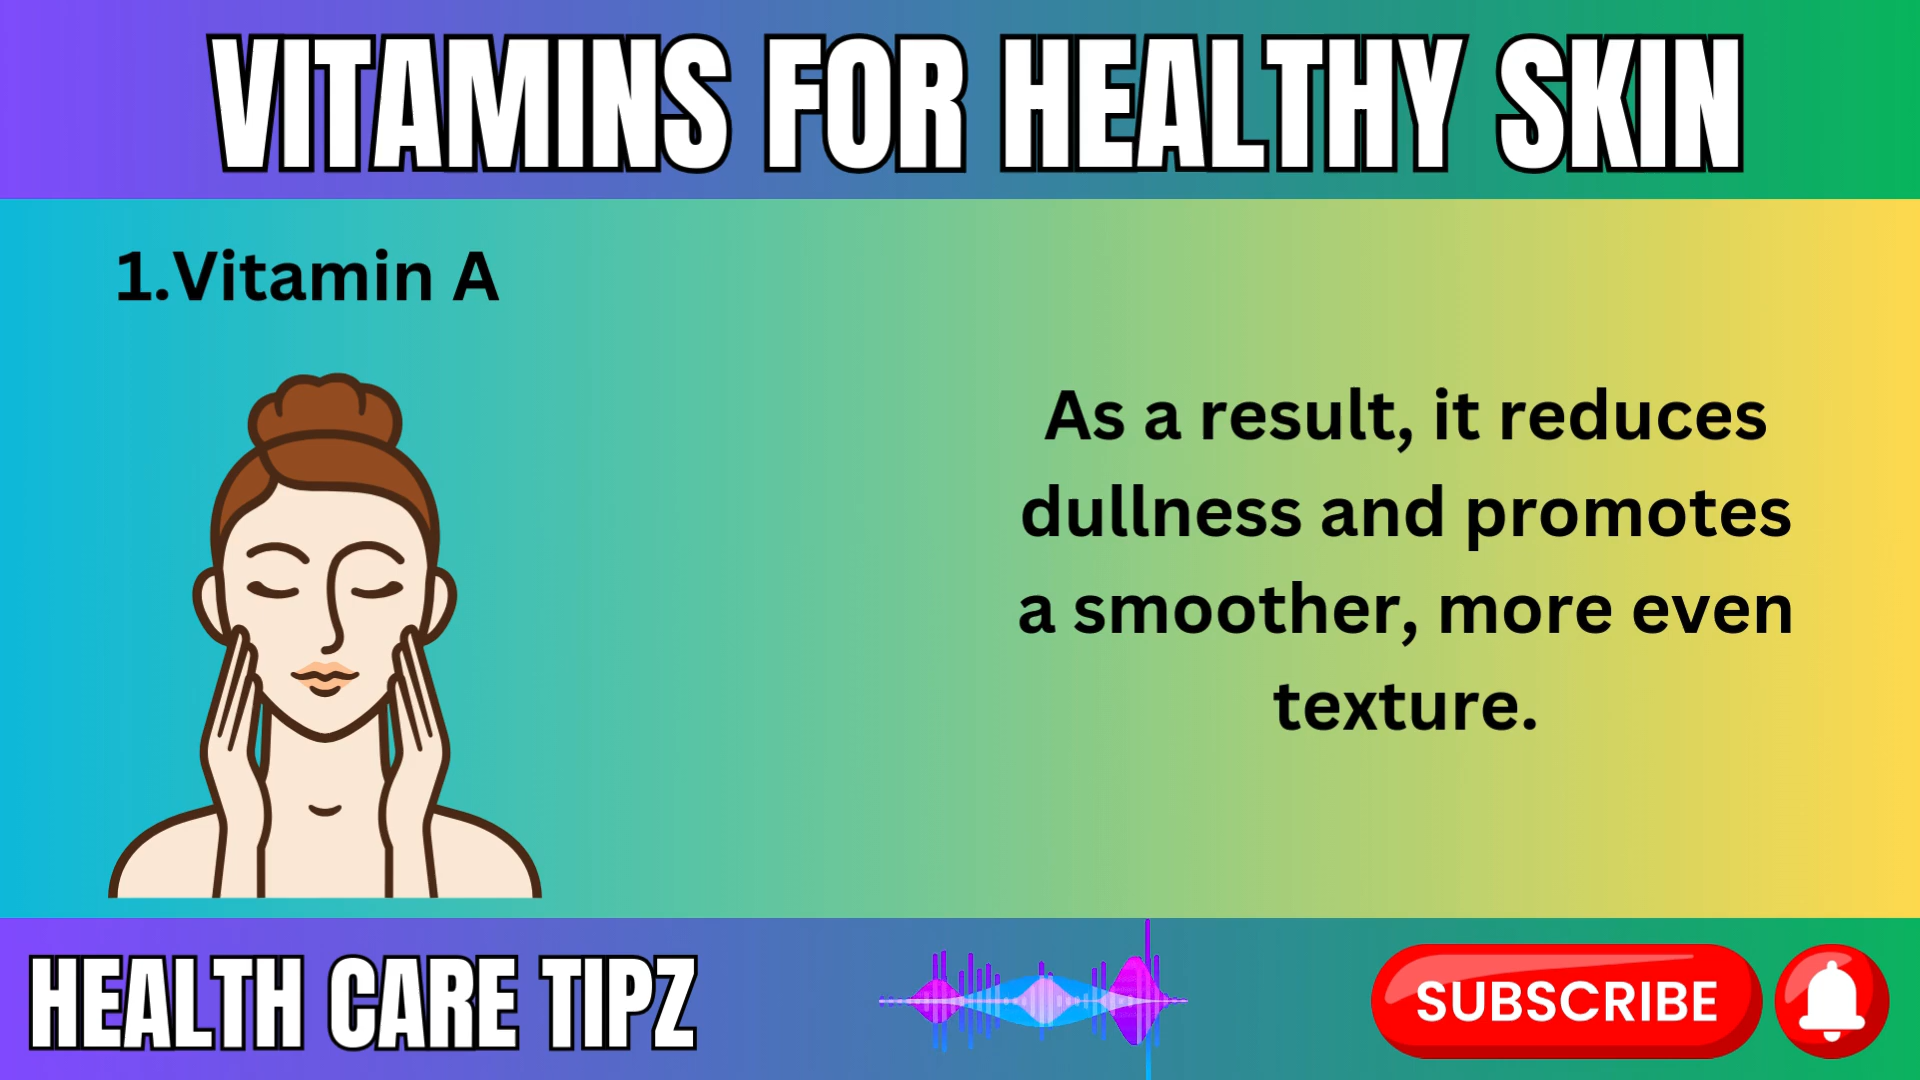 VITAMINS FOR HEALTHY SKIN
1.Vitamin A
As a result, it reduces
dullness and promotes
a smoother, more even
texture.
HEALTH CARE TIPZ
SUBSCRIBE